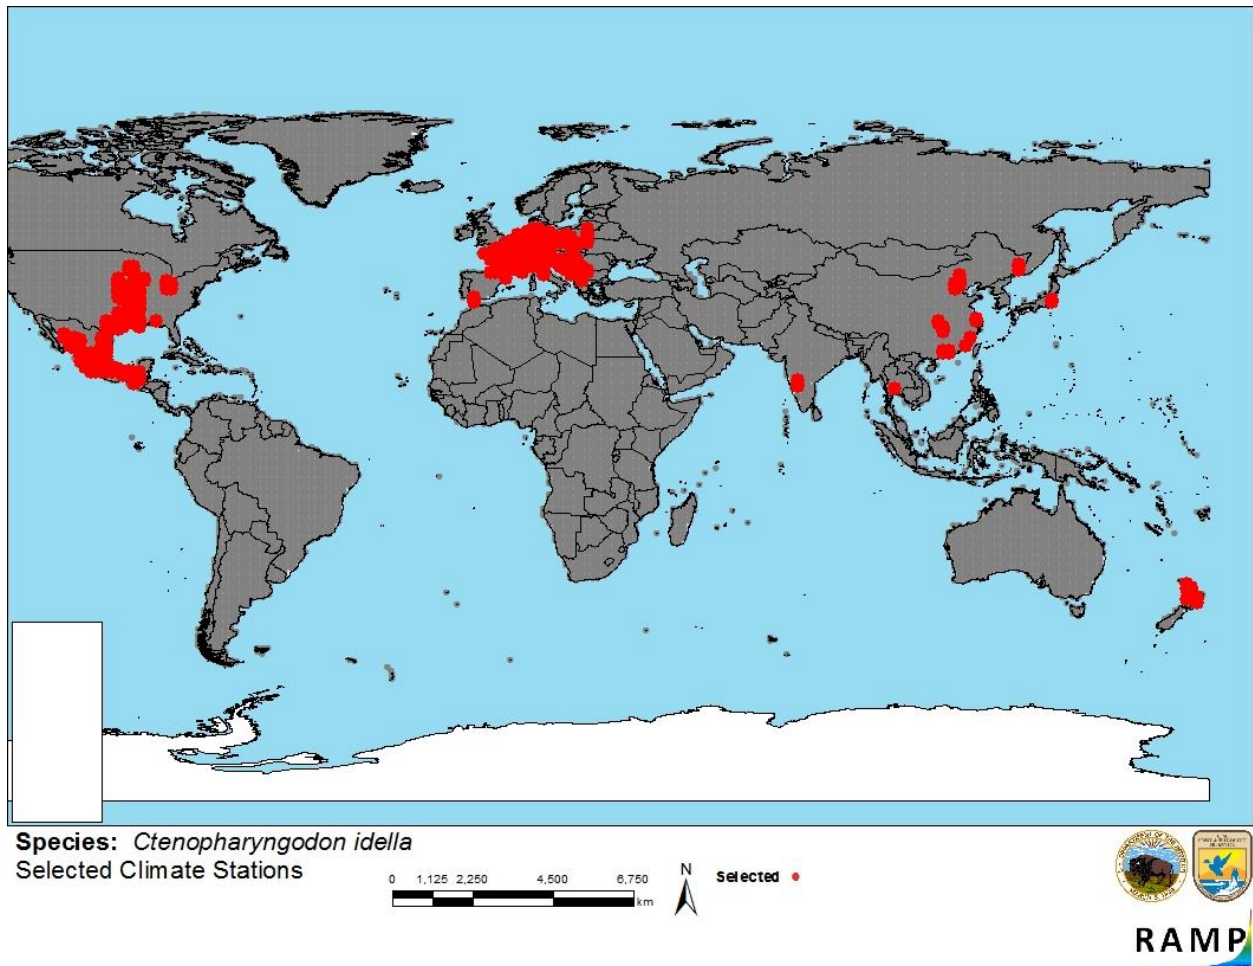 Species: Ctenopharyngodon idella
Selected Climate Stations
0 1,125 2,250 4,500 6,750
km
N
Selected
RAMP